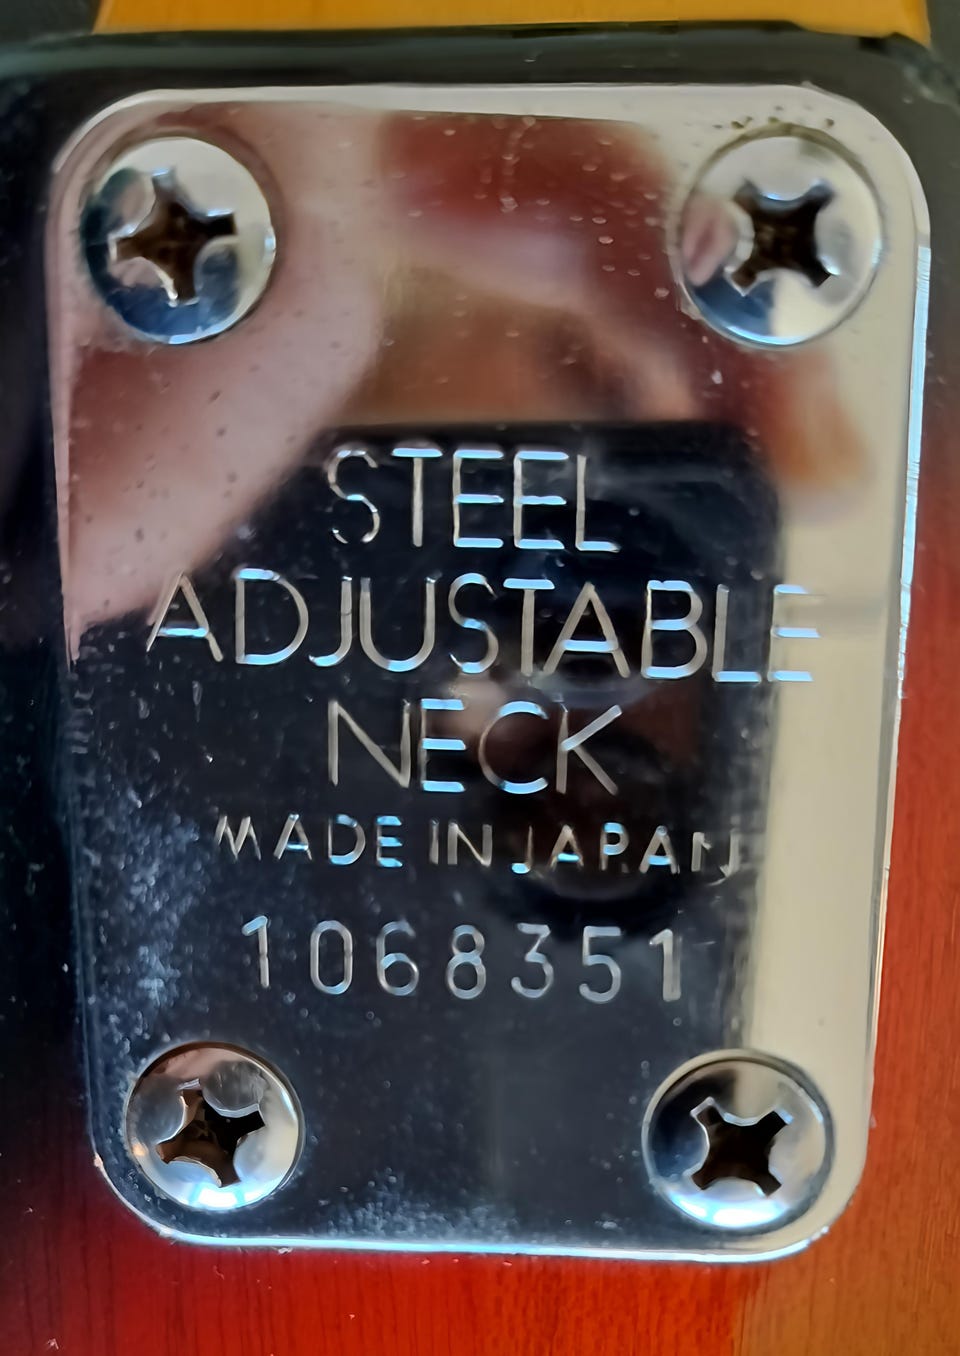 STEEL
ADJUSTABLE
NECK
MADE IN JAPAN
1068351